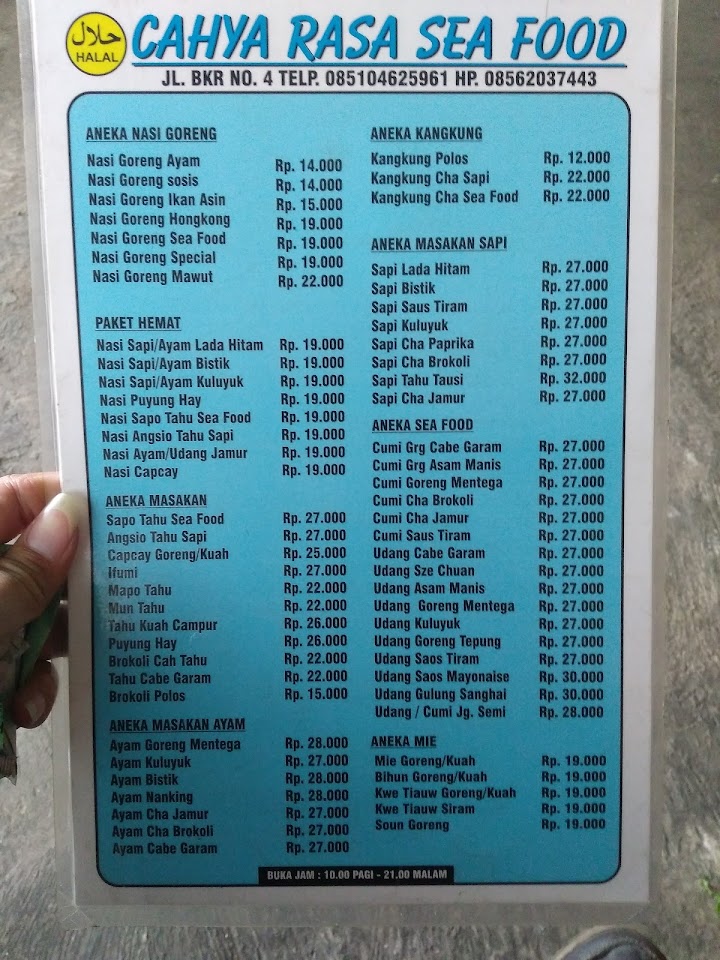 حلال
HALAL
CAHYA RASA SEA FOOD
JL. BKR NO. 4 TELP. 085104625961 HP. 08562037443
ANEKA NASI GORENG
Nasi Goreng Ayam Rp. 14.000
Nasi Goreng sosis Rp. 14.000
Nasi Goreng Ikan Asin Rp. 15.000
Nasi Goreng Hongkong Rp. 19.000
Nasi Goreng Sea Food Rp. 19.000
Nasi Goreng Special Rp. 19.000
Nasi Goreng Mawut Rp. 22.000
PAKET HEMAT
Nasi Sapi/Ayam Lada Hitam Rp. 19.000
Nasi Sapi/Ayam Bistik Rp. 19.000
Nasi Sapi/Ayam Kuluyuk Rp. 19.000
Nasi Puyung Hay Rp. 19.000
Nasi Sapo Tahu Sea Food Rp. 19.000
Nasi Angsio Tahu Sapi Rp. 19.000
Nasi Ayam/Udang Jamur Rp. 19.000
Nasi Capcay Rp. 19.000
ANEKA MASAKAN
Sapo Tahu Sea Food Rp. 27.000
Angsio Tahu Sapi Rp. 27.000
Capcay Goreng/Kuah Rp. 25.000
Ifumi Rp. 27.000
Mapo Tahu Rp. 22.000
Mun Tahu Rp. 22.000
Tahu Kuah Campur Rp. 26.000
Puyung Hay Rp. 26.000
Brokoli Cah Tahu Rp. 22.000
Tahu Cabe Garam Rp. 22.000
Brokoli Polos Rp. 15.000
ANEKA MASAKAN AYAM
Ayam Goreng Mentega Rp. 28.000
Ayam Kuluyuk Rp. 27.000
Ayam Bistik Rp. 28.000
Ayam Nanking Rp. 28.000
Ayam Cha Jamur Rp. 27.000
Ayam Cha Brokoli Rp. 27.000
Ayam Cabe Garam Rp. 27.000
ANEKA KANGKUNG
Kangkung Polos Rp. 12.000
Kangkung Cha Sapi Rp. 22.000
Kangkung Cha Sea Food Rp. 22.000
ANEKA MASAKAN SAPI
Sapi Lada Hitam Rp. 27.000
Sapi Bistik Rp. 27.000
Sapi Saus Tiram Rp. 27.000
Sapi Kuluyuk Rp. 27.000
Sapi Cha Paprika Rp. 27.000
Sapi Cha Brokoli Rp. 27.000
Sapi Tahu Tausi Rp. 32.000
Sapi Cha Jamur Rp. 27.000
ANEKA SEA FOOD
Cumi Grg Cabe Garam Rp. 27.000
Cumi Grg Asam Manis Rp. 27.000
Cumi Goreng Mentega Rp. 27.000
Cumi Cha Brokoli Rp. 27.000
Cumi Cha Jamur Rp. 27.000
Cumi Saus Tiram Rp. 27.000
Udang Cabe Garam Rp. 27.000
Udang Sze Chuan Rp. 27.000
Udang Asam Manis Rp. 27.000
Udang Goreng Mentega Rp. 27.000
Udang Kuluyuk Rp. 27.000
Udang Goreng Tepung Rp. 27.000
Udang Saos Tiram Rp. 27.000
Udang Saos Mayonaise Rp. 30.000
Udang Gulung Sanghai Rp. 30.000
Udang / Cumi Jg. Semi Rp. 28.000
ANEKA MIE
Mie Goreng/Kuah Rp. 19.000
Bihun Goreng/Kuah Rp. 19.000
Kwe Tiauw Goreng/Kuah Rp. 19.000
Kwe Tiauw Siram Rp. 19.000
Soun Goreng Rp. 19.000
BUKA JAM : 10.00 PAGI - 21.00 MALAM